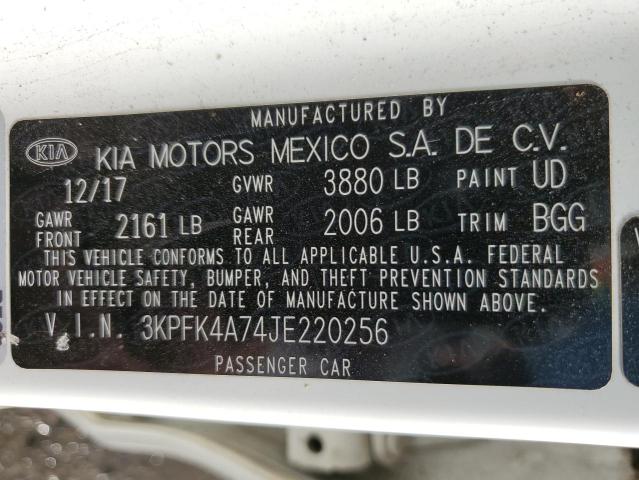 MANUFACTURED BY
KIA KIA MOTORS MEXICO S.A. DE C.V.
12/17 GVWR 3880 LB PAINT UD
GAWR FRONT 2161 LB GAWR REAR 2006 LB TRIM BGG
THIS VEHICLE CONFORMS TO ALL APPLICABLE U.S.A. FEDERAL
MOTOR VEHICLE SAFETY, BUMPER, AND THEFT PREVENTION STANDARDS
IN EFFECT ON THE DATE OF MANUFACTURE SHOWN ABOVE.
V.I.N. 3KPFK4A74JE220256
PASSENGER CAR